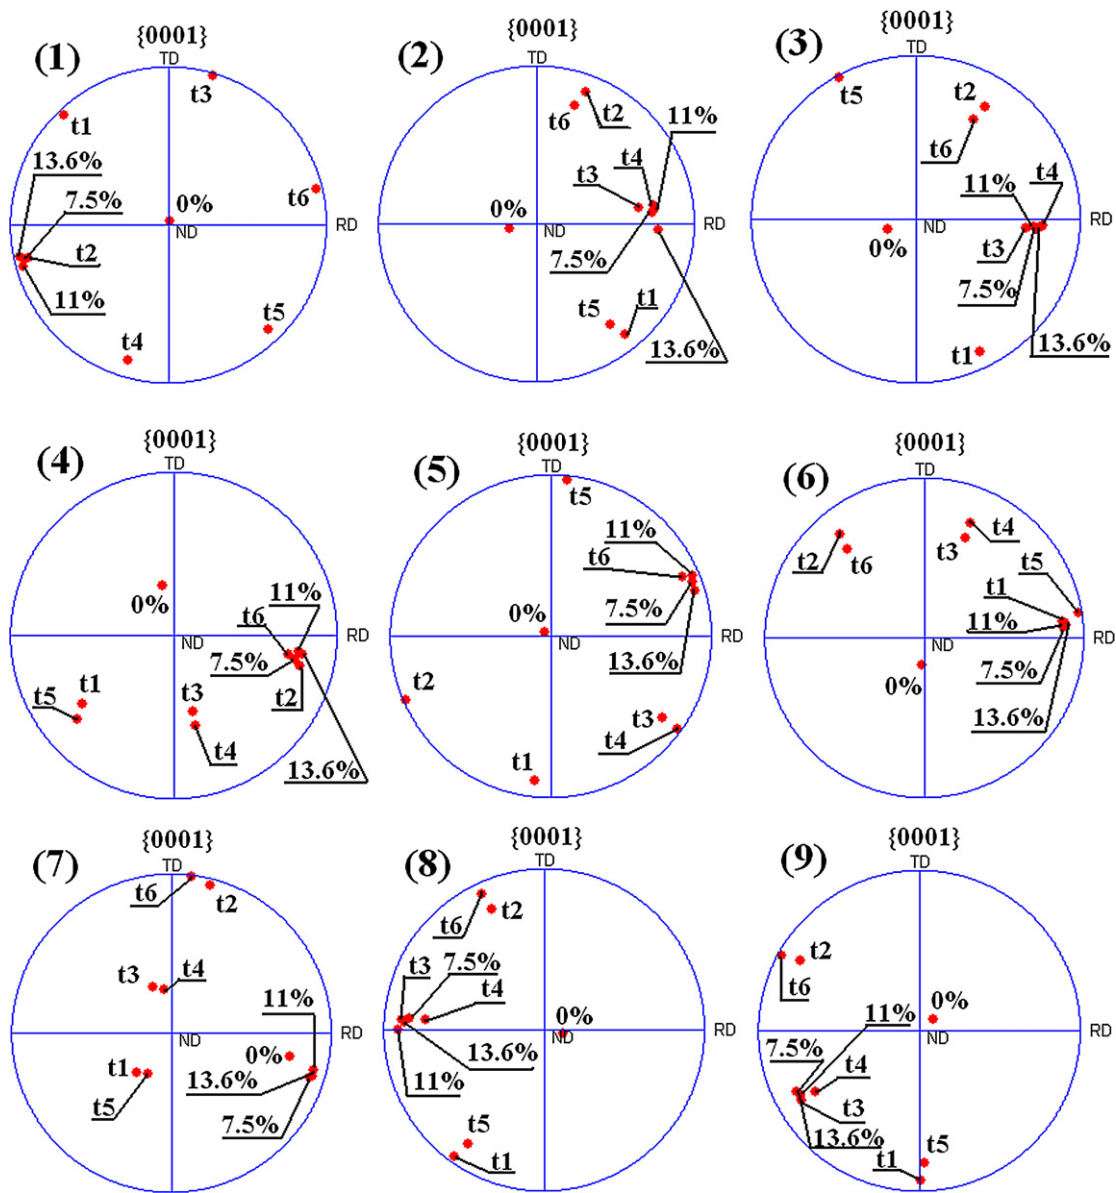 (1)
{0001}
TD
t3
t1
13.6%
7.5%
t6
0%
RD
ND
t2
11%
t5
t4
(2)
{0001}
TD
t6
t2
11%
t4
t3
0%
RD
ND
7.5%
t5
t1
13.6%
(3)
{0001}
TD
t5
t2
t6
t4
11%
RD
ND
0%
t3
7.5%
t1
13.6%
(4)
{0001}
TD
0%
11%
t6
RD
ND
7.5%
t1
t5
t3
t2
t4
13.6%
(5)
{0001}
TD
t5
11%
t6
0%
7.5%
RD
ND
13.6%
t2
t3
t4
t1
(6)
{0001}
TD
t4
t2
t6
t3
t5
t1
11%
RD
ND
0%
7.5%
13.6%
(7)
{0001}
TD
t6
t2
t3
t4
11%
RD
ND
0%
t1
13.6%
t5
7.5%
(8)
{0001}
TD
t6
t2
t3
7.5%
t4
0%
RD
ND
13.6%
11%
t5
t1
(9)
{0001}
TD
t2
t6
11%
0%
RD
ND
7.5%
t4
t3
13.6%
t5
t1